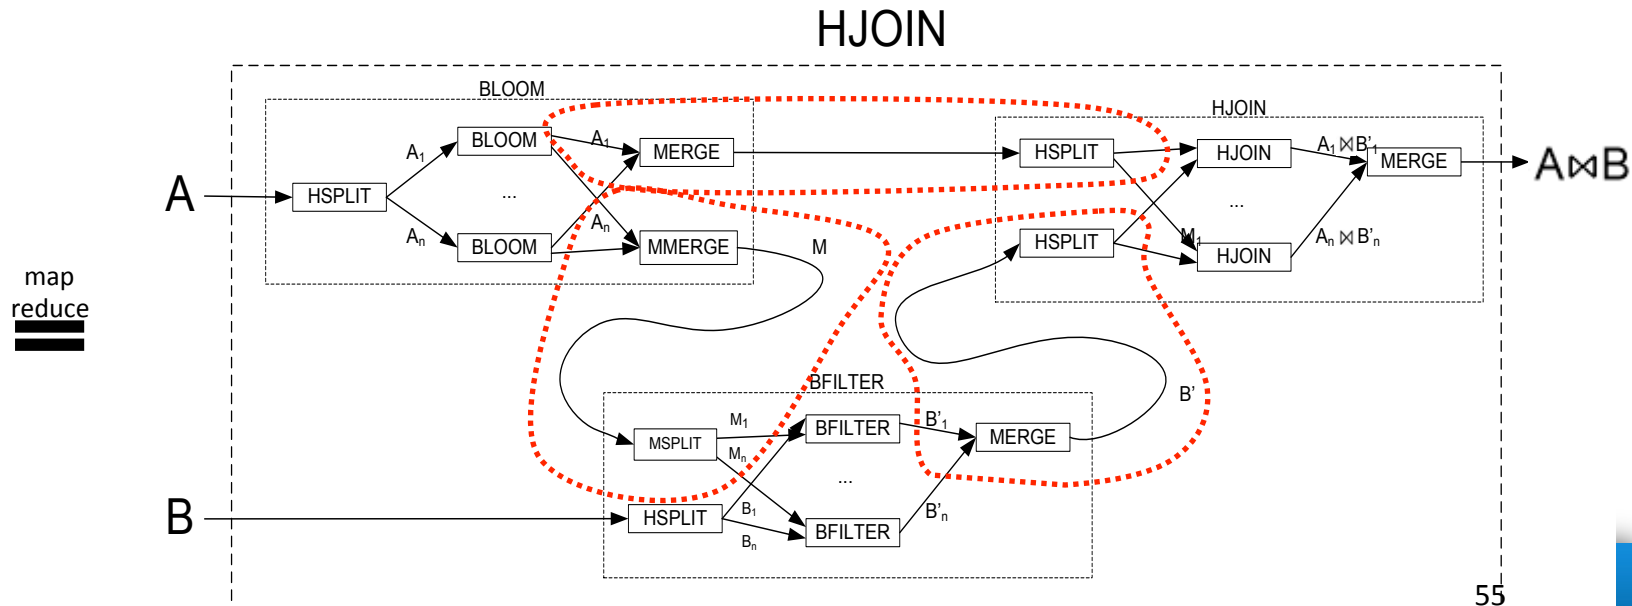 HJOIN
BLOOM
HJOIN
BLOOM
A₁
A₁
MERGE
HSPLIT
HJOIN
A₁⋈B'₁
MERGE
A⋈B
A
HSPLIT
...
...
Aₙ
BLOOM
Aₙ
MMERGE
M
HSPLIT
M₁
HJOIN
Aₙ⋈B'ₙ
map
reduce
BFILTER
B'
MSPLIT
M₁
Mₙ
BFILTER
B'₁
MERGE
...
B
HSPLIT
B₁
Bₙ
BFILTER
B'ₙ
55